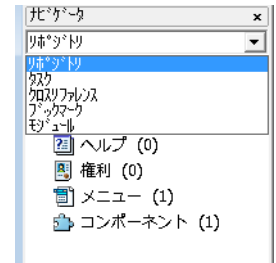 ﾅﾋﾞｹﾞｰﾀ
ﾘﾎﾟｼﾞﾄﾘ
ﾘﾎﾟｼﾞﾄﾘ
ﾀｽｸ
ｸﾛｽﾘﾌｧﾚﾝｽ
ﾌﾞｯｸﾏｰｸ
ﾓｼﾞｭｰﾙ
ヘルプ (0)
権利 (0)
メニュー (1)
コンポーネント (1)